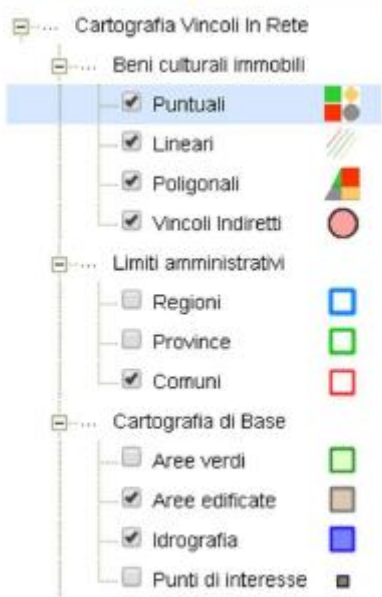 Cartografia Vincoli In Rete
Beni culturali immobili
Puntuali
Lineari
Poligonali
Vincoli Indiretti
Limiti amministrativi
Regioni
Province
Comuni
Cartografia di Base
Aree verdi
Aree edificate
Idrografia
Punti di interesse